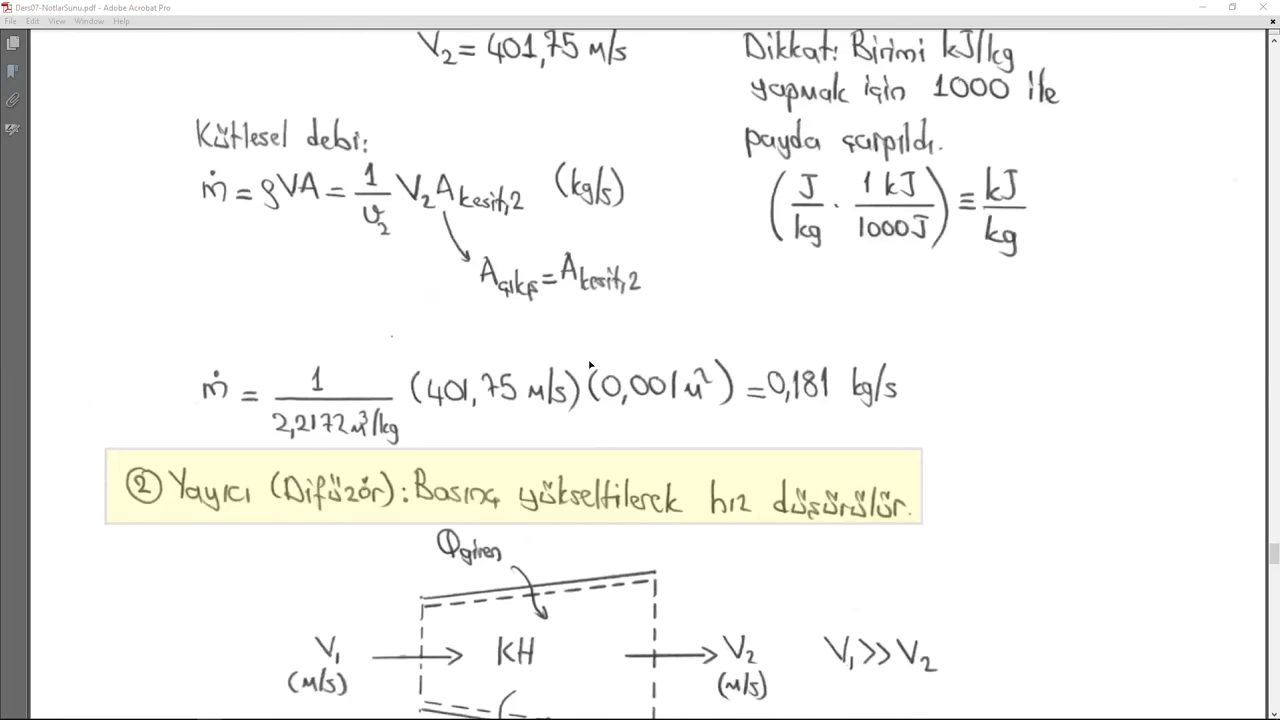 Ders07-NotlarSunu.pdf - Adobe Acrobat Pro
File Edit View Window Help
V₂ = 401,75 m/s
Dikkat: Birimi kJ/kg
yapmak için 1000 ile
payda çarpıldı.
(J/kg · 1 kJ/1000J) ≡ kJ/kg
Kütlesel debi:
ṁ = ρVA = 1/υ₂ V₂A kesit,2 (kg/s)
A çıkış = A kesit,2
ṁ = 1/2,2172 m³/kg (401,75 m/s)(0,001 m²) = 0,181 kg/s
② Yayıcı (Difüzör): Basınç yükseltilerek hız düşürülür.
Q giren
V₁ KH V₂ V₁ >> V₂
(m/s) (m/s)